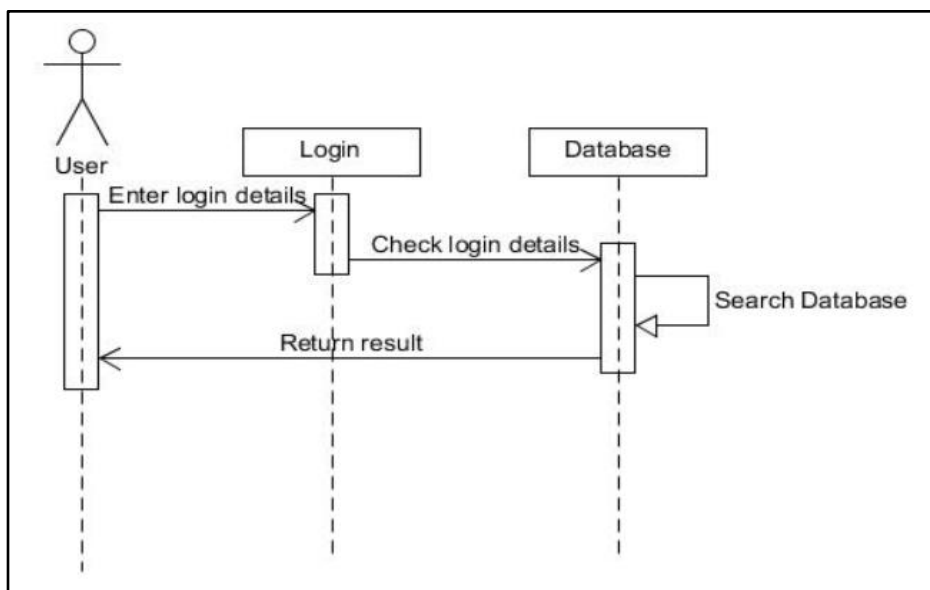 User
Login
Database
Enter login details
Check login details
Search Database
Return result